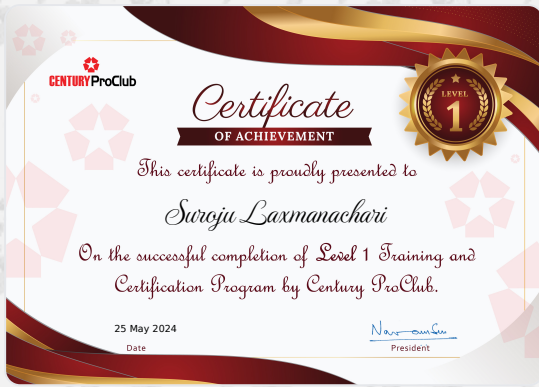 CENTURY ProClub
LEVEL
1
Certificate
OF ACHIEVEMENT
This certificate is proudly presented to
Suroju Laxmanachari
On the successful completion of Level 1 Training and
Certification Program by Century ProClub.
25 May 2024
Date
President